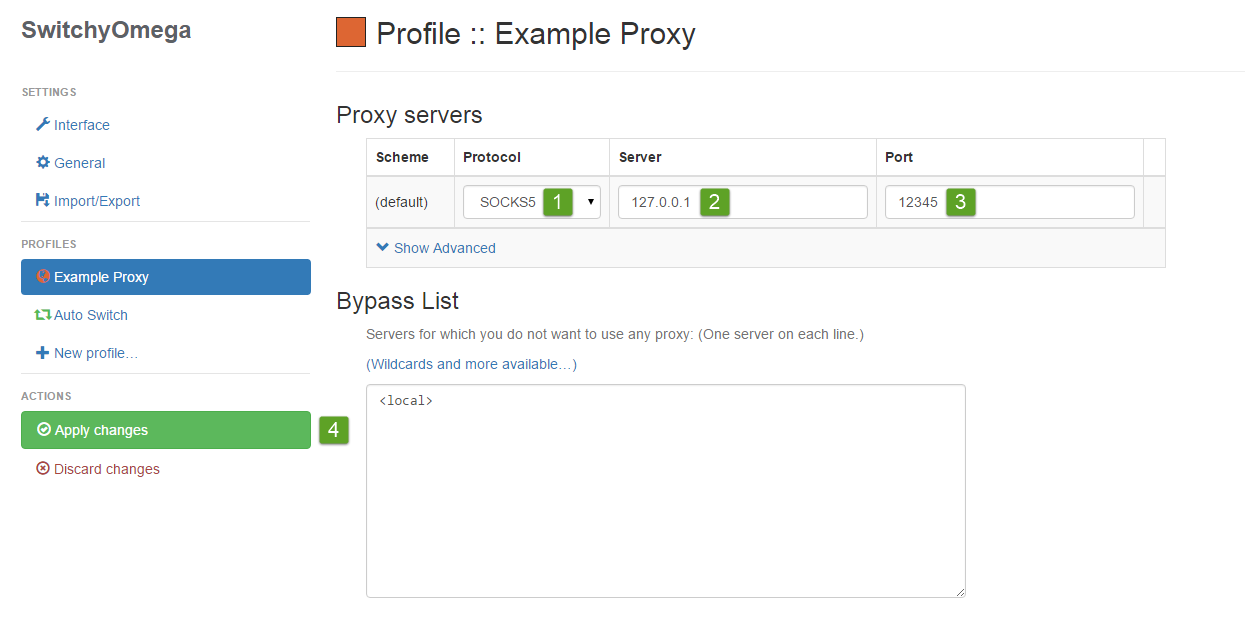 SwitchyOmega
SETTINGS
Interface
General
Import/Export
PROFILES
Example Proxy
Auto Switch
New profile…
ACTIONS
Apply changes 4
Discard changes
Profile :: Example Proxy
Proxy servers
Scheme Protocol Server Port
(default) SOCKS5 1 127.0.0.1 2 12345 3
Show Advanced
Bypass List
Servers for which you do not want to use any proxy: (One server on each line.)
(Wildcards and more available…)
<local>